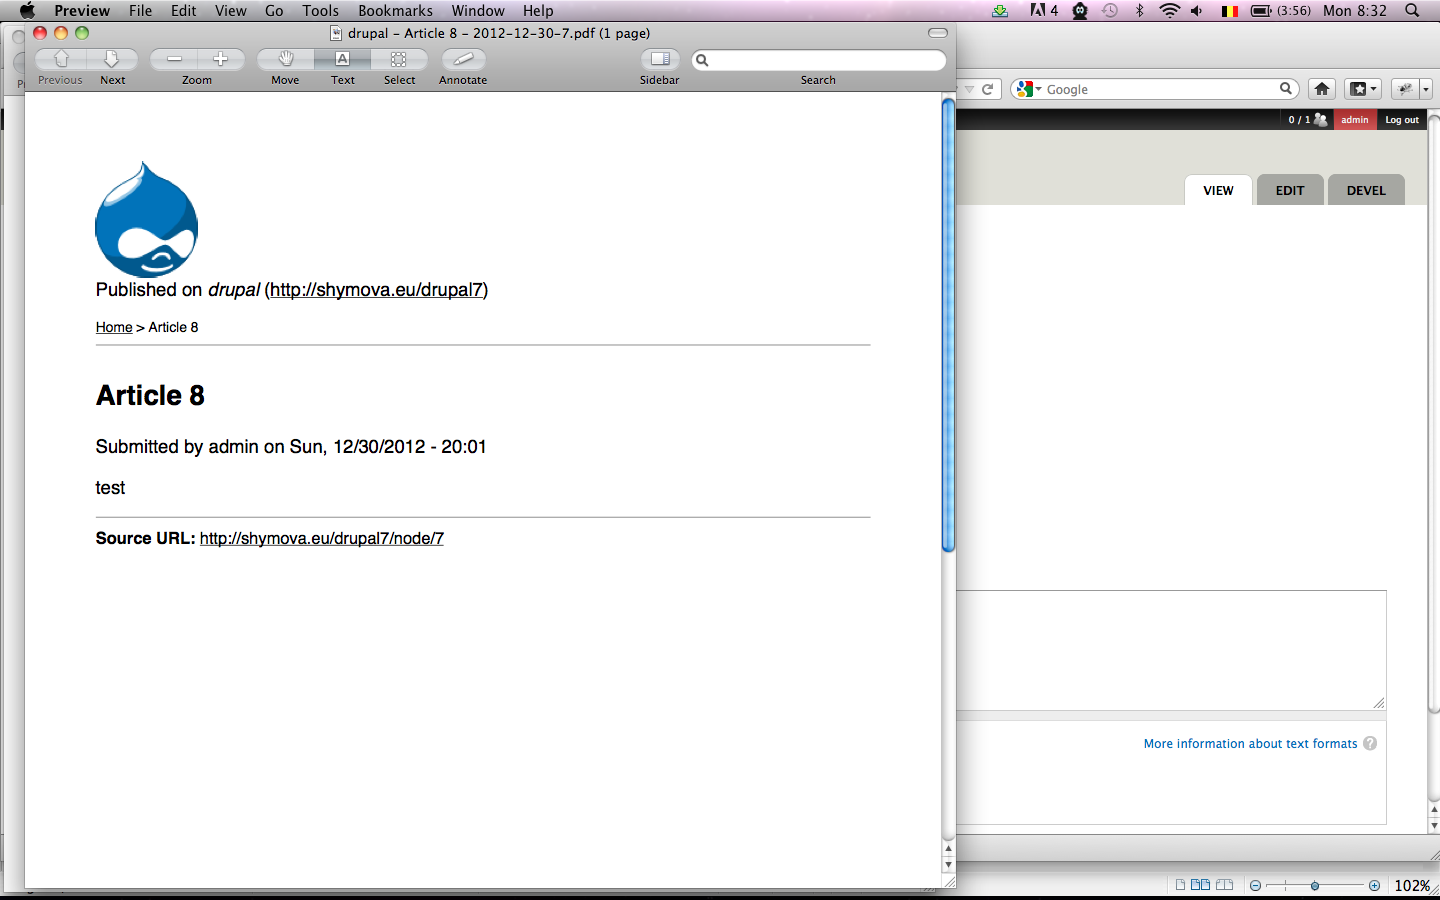 Preview File Edit View Go Tools Bookmarks Window Help 4 (3:56) Mon 8:32
drupal – Article 8 – 2012-12-30-7.pdf (1 page)
Previous Next Zoom Move Text Select Annotate Sidebar Search
Google
0 / 1 admin Log out
VIEW EDIT DEVEL
Published on drupal (http://shymova.eu/drupal7)
Home > Article 8
Article 8
Submitted by admin on Sun, 12/30/2012 - 20:01
test
Source URL: http://shymova.eu/drupal7/node/7
More information about text formats ?
102%